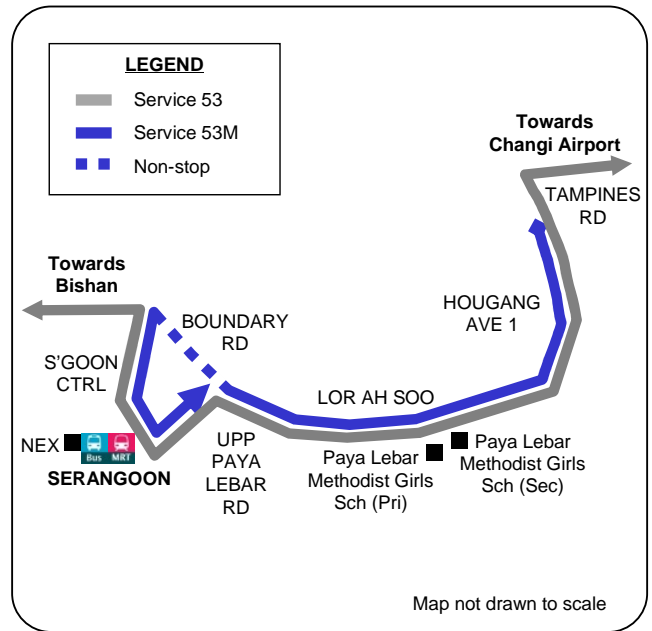 LEGEND
Service 53
Service 53M
Non-stop
Towards
Changi Airport
TAMPINES
RD
Towards
Bishan
BOUNDARY
RD
HOUGANG
AVE 1
S'GOON
CTRL
LOR AH SOO
NEX
Bus MRT
SERANGOON
UPP
PAYA
LEBAR
RD
Paya Lebar
Methodist Girls
Sch (Pri)
Paya Lebar
Methodist Girls
Sch (Sec)
Map not drawn to scale